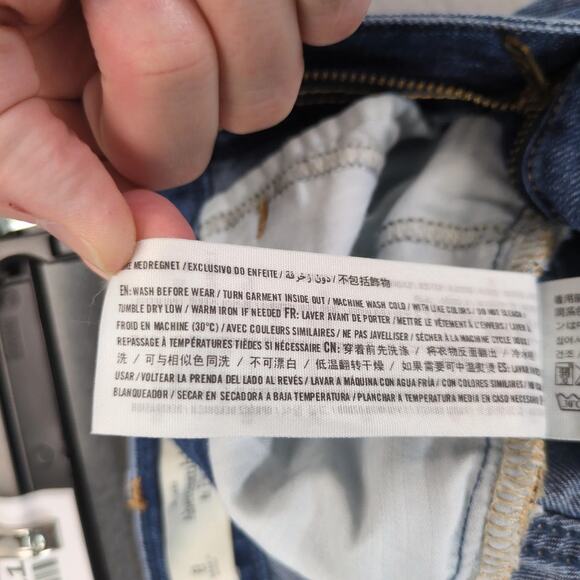 MEDREGNET / EXCLUSIVO DO ENFEITE / دون زخرفة / 不包括飾物
EN: WASH BEFORE WEAR / TURN GARMENT INSIDE OUT / MACHINE WASH COLD / WITH LIKE COLORS / DO NOT BLEACH
TUMBLE DRY LOW / WARM IRON IF NEEDED FR: LAVER AVANT DE PORTER / METTRE LE VÊTEMENT À L'ENVERS / LAVER À
FROID EN MACHINE (30°C) / AVEC COULEURS SIMILAIRES / NE PAS JAVELLISER / SÉCHER À LA MACHINE CYCLE
REPASSAGE À TEMPÉRATURES TIÈDES SI NÉCESSAIRE CN: 穿着前先洗涤 / 将衣物反面翻出 / 冷水
洗 / 可与相似色同洗 / 不可漂白 / 低温翻转干燥 / 如果需要可中温熨烫 ES: LAVAR
USAR / VOLTEAR LA PRENDA DEL LADO AL REVÉS / LAVAR A MÁQUINA CON AGUA FRÍA / CON COLORES SIMILARES / NO
BLANQUEADOR / SECAR EN SECADORA A BAJA TEMPERATURA / PLANCHAR A TEMPERATURA MEDIA EN CASO NECESARIO